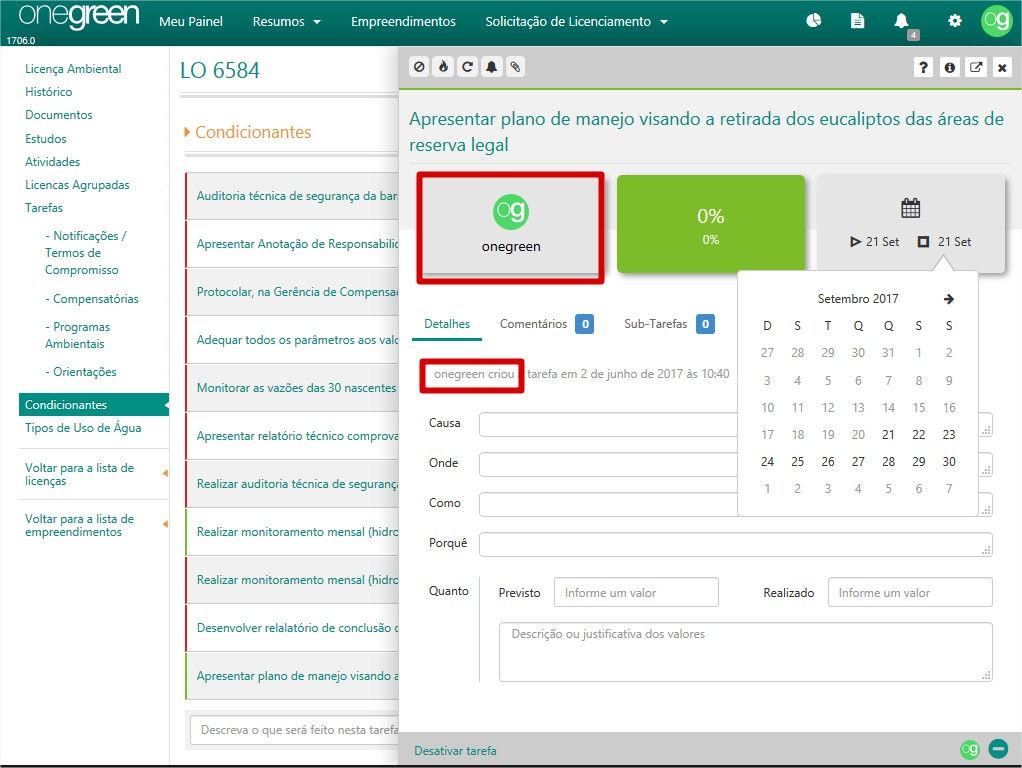 onegreen
Meu Painel
Resumos
Empreendimentos
Solicitação de Licenciamento
4
og
1706.0
Licença Ambiental
Histórico
Documentos
Estudos
Atividades
Licencas Agrupadas
Tarefas
- Notificações /
Termos de
Compromisso
- Compensatórias
- Programas
Ambientais
- Orientações
Condicionantes
Tipos de Uso de Água
Voltar para a lista de
licenças
Voltar para a lista de
empreendimentos
LO 6584
Condicionantes
Auditoria técnica de segurança da bar
Apresentar Anotação de Responsabilid
Protocolar, na Gerência de Compensaç
Adequar todos os parâmetros aos valo
Monitorar as vazões das 30 nascentes
Apresentar relatório técnico comprova
Realizar auditoria técnica de segurança
Realizar monitoramento mensal (hidro
Realizar monitoramento mensal (hidro
Desenvolver relalatório de conclusão d
Apresentar plano de manejo visando a
Descreva o que será feito nesta tarefa
Apresentar plano de manejo visando a retirada dos eucaliptos das áreas de
reserva legal
og
onegreen
0%
0%
21 Set
21 Set
Detalhes
Comentários 0
Sub-Tarefas 0
onegreen criou tarefa em 2 de junho de 2017 às 10:40
Setembro 2017
D S T Q Q S S
27 28 29 30 31 1 2
3 4 5 6 7 8 9
10 11 12 13 14 15 16
17 18 19 20 21 22 23
24 25 26 27 28 29 30
1 2 3 4 5 6 7
Causa
Onde
Como
Porquê
Quanto
Previsto
Informe um valor
Realizado
Informe um valor
Descrição ou justificativa dos valores
Desativar tarefa
og